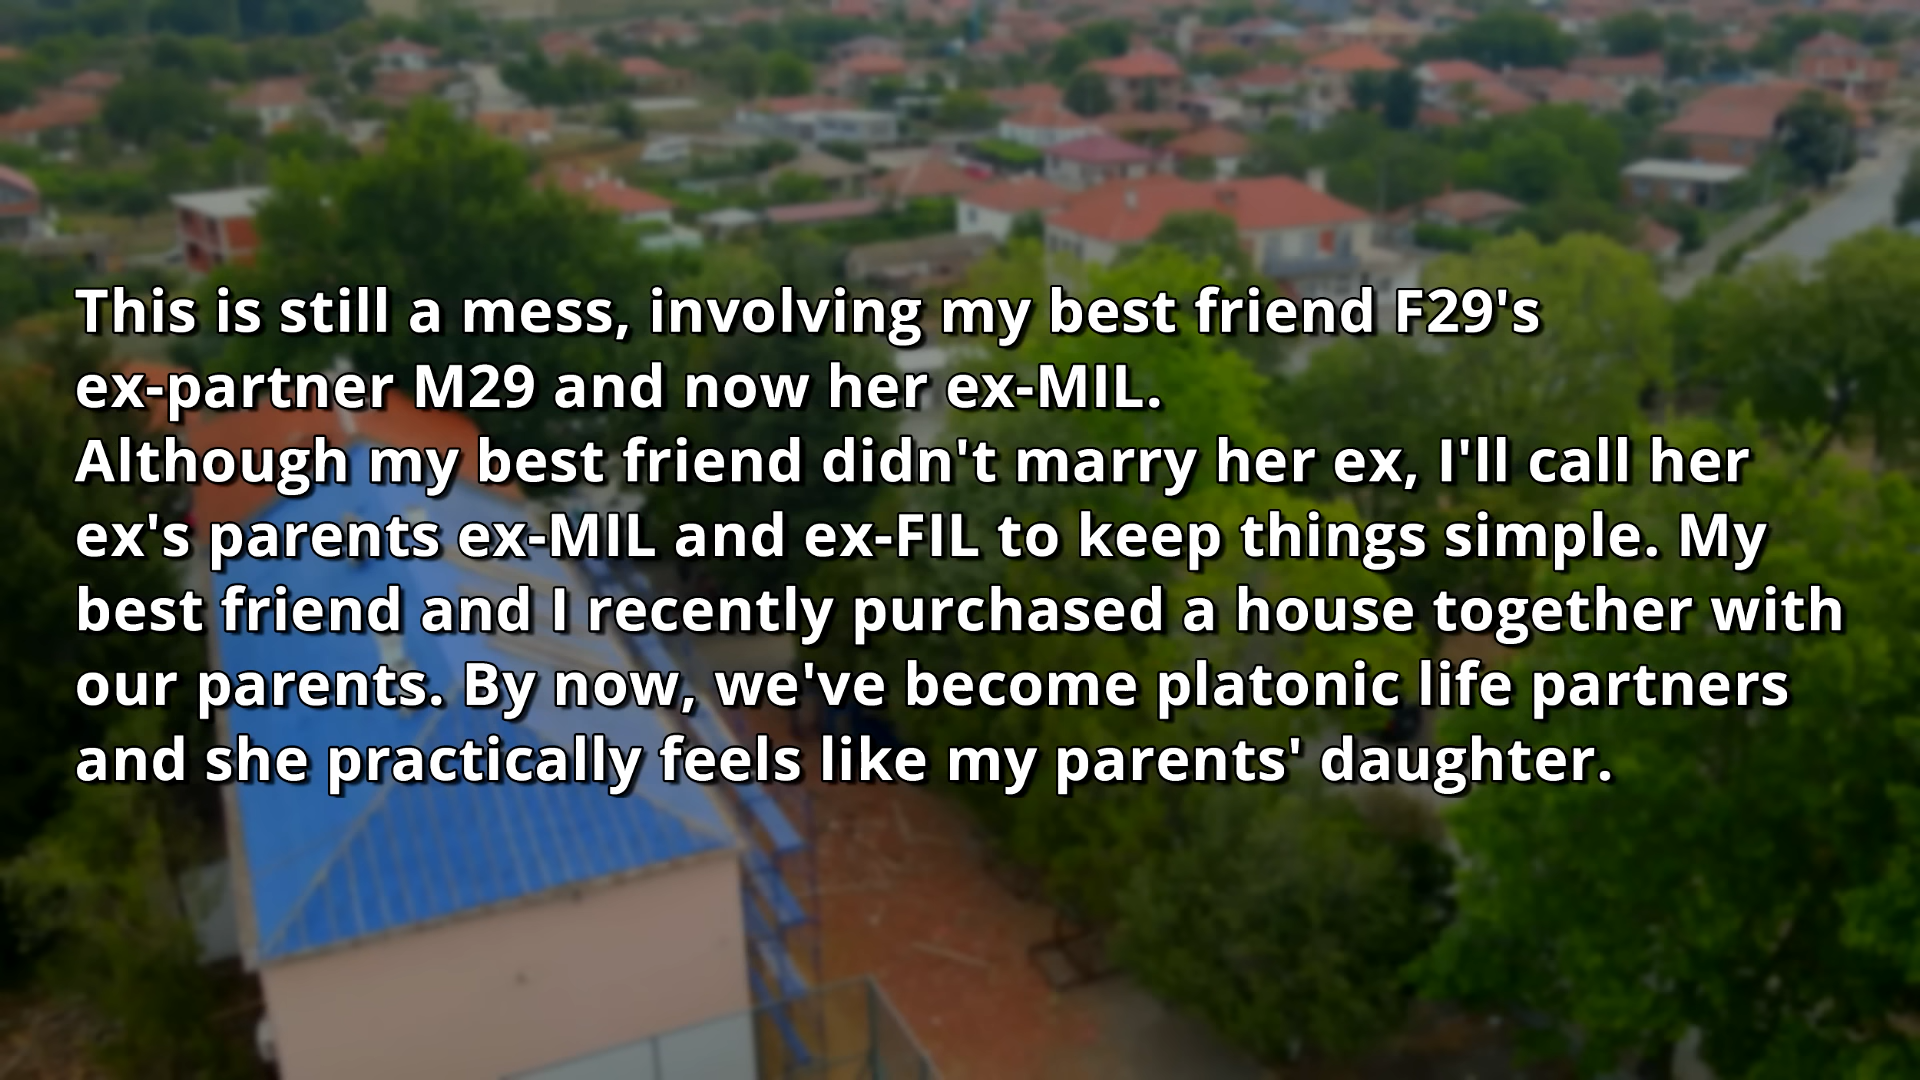 This is still a mess, involving my best friend F29's
ex-partner M29 and now her ex-MIL.
Although my best friend didn't marry her ex, I'll call her
ex's parents ex-MIL and ex-FIL to keep things simple. My
best friend and I recently purchased a house together with
our parents. By now, we've become platonic life partners
and she practically feels like my parents' daughter.